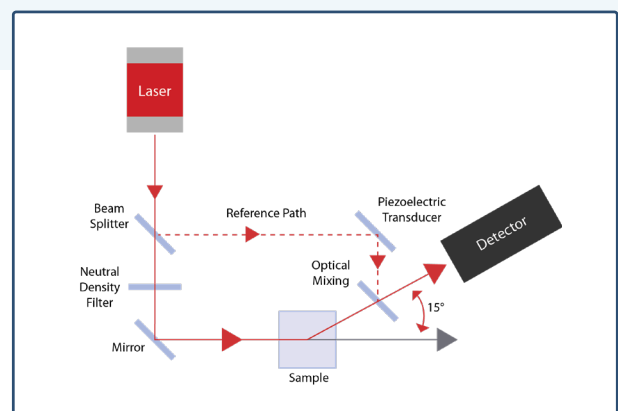 Laser
Beam
Splitter
Reference Path
Piezoelectric
Transducer
Detector
Neutral
Density
Filter
Optical
Mixing
15°
Mirror
Sample